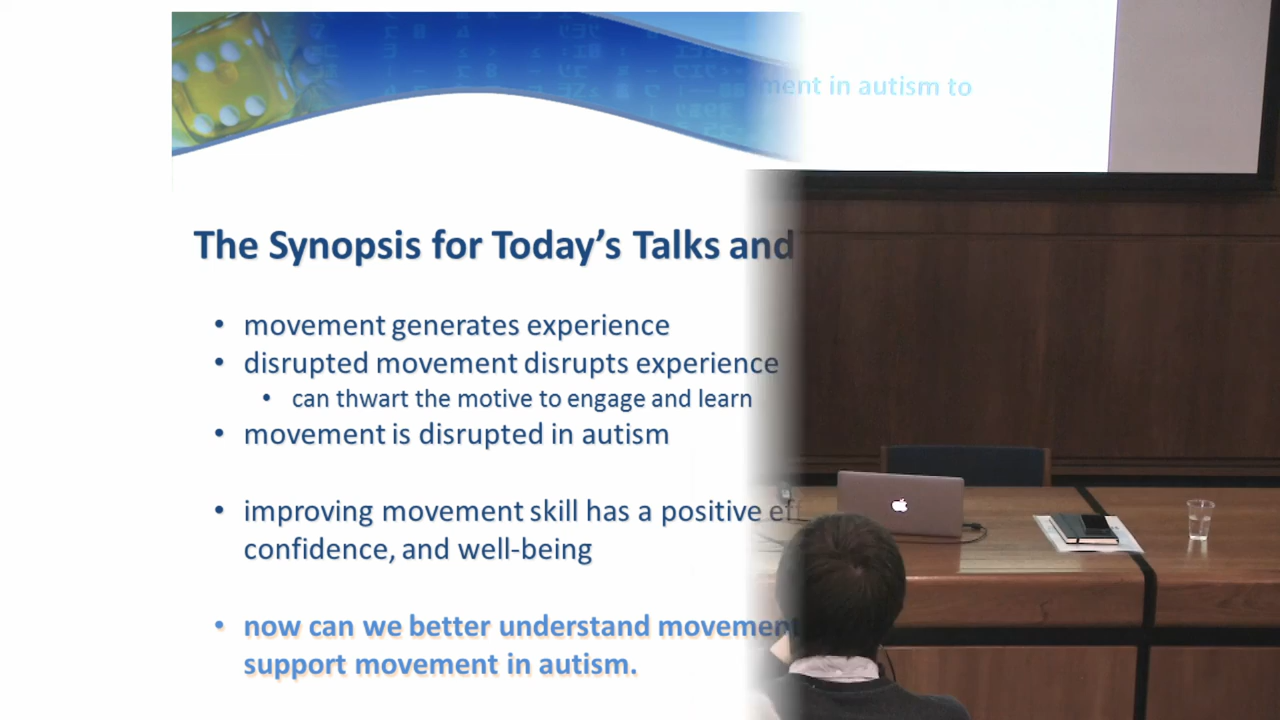 ment in autism to
The Synopsis for Today's Talks and
• movement generates experience
• disrupted movement disrupts experience
• can thwart the motive to engage and learn
• movement is disrupted in autism
• improving movement skill has a positive
confidence, and well-being
• now can we better understand movement
support movement in autism.